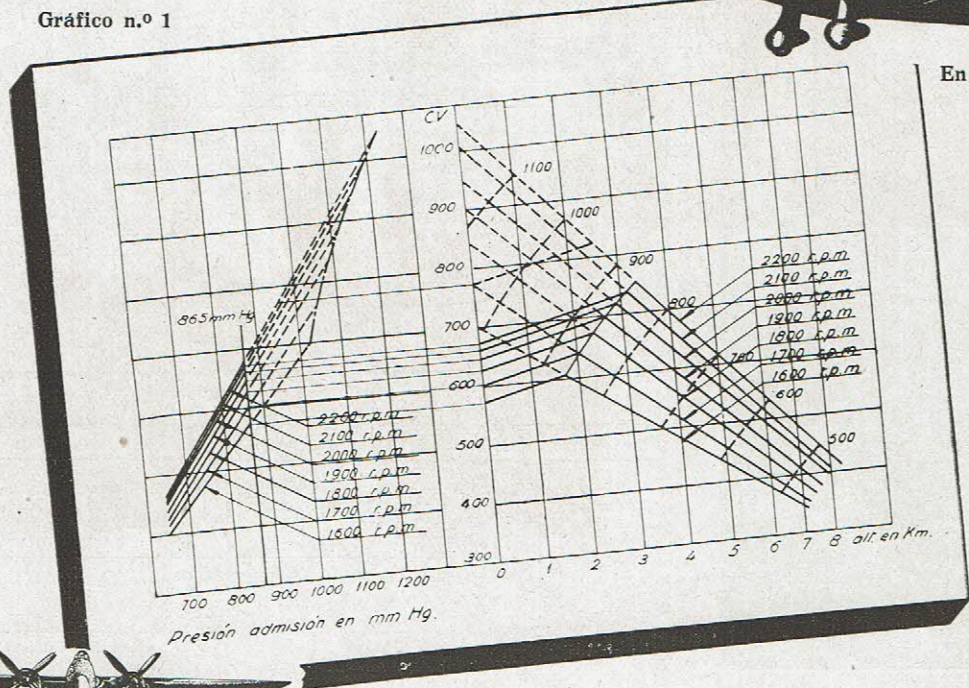 Gráfico n.º 1
En
CV
1000
900
800
700
600
500
400
300
1100
1000
900
800
700
600
500
865 mm Hg
2200 r.p.m
2100 r.p.m
2000 r.p.m
1900 r.p.m
1800 r.p.m
1700 r.p.m
1600 r.p.m
2200 r.p.m
2100 r.p.m
2000 r.p.m
1900 r.p.m
1800 r.p.m
1700 r.p.m
1600 r.p.m
700 800 900 1000 1100 1200
0 1 2 3 4 5 6 7 8 alt. en Km.
Presión admisión en mm Hg.